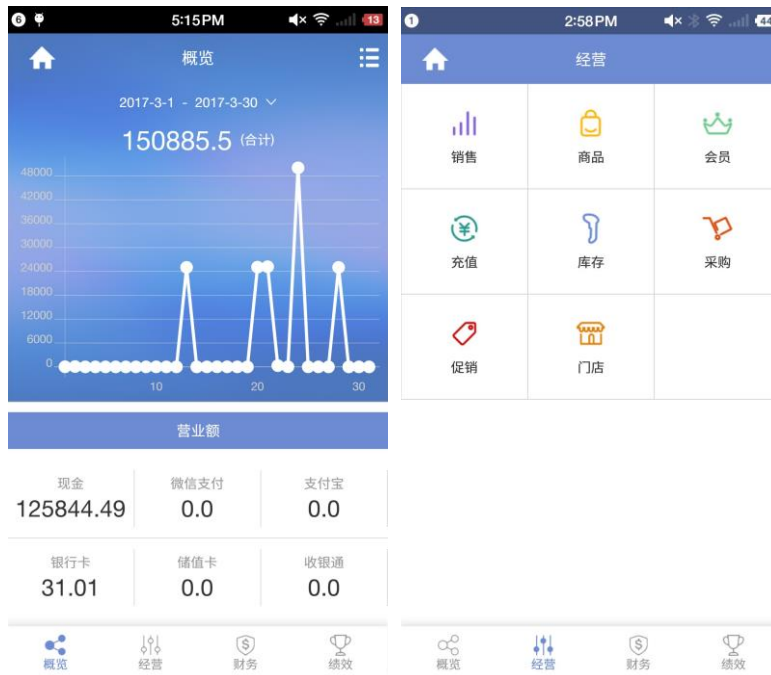 6 5:15PM 13
概览
2017-3-1 - 2017-3-30
150885.5 (合计)
48000
42000
36000
30000
24000
18000
12000
6000
0
10 20 30
营业额
现金 微信支付 支付宝
125844.49 0.0 0.0
银行卡 储值卡 收银通
31.01 0.0 0.0
概览 经营 财务 绩效
1 2:58PM 44
经营
销售 商品 会员
充值 库存 采购
促销 门店
概览 经营 财务 绩效